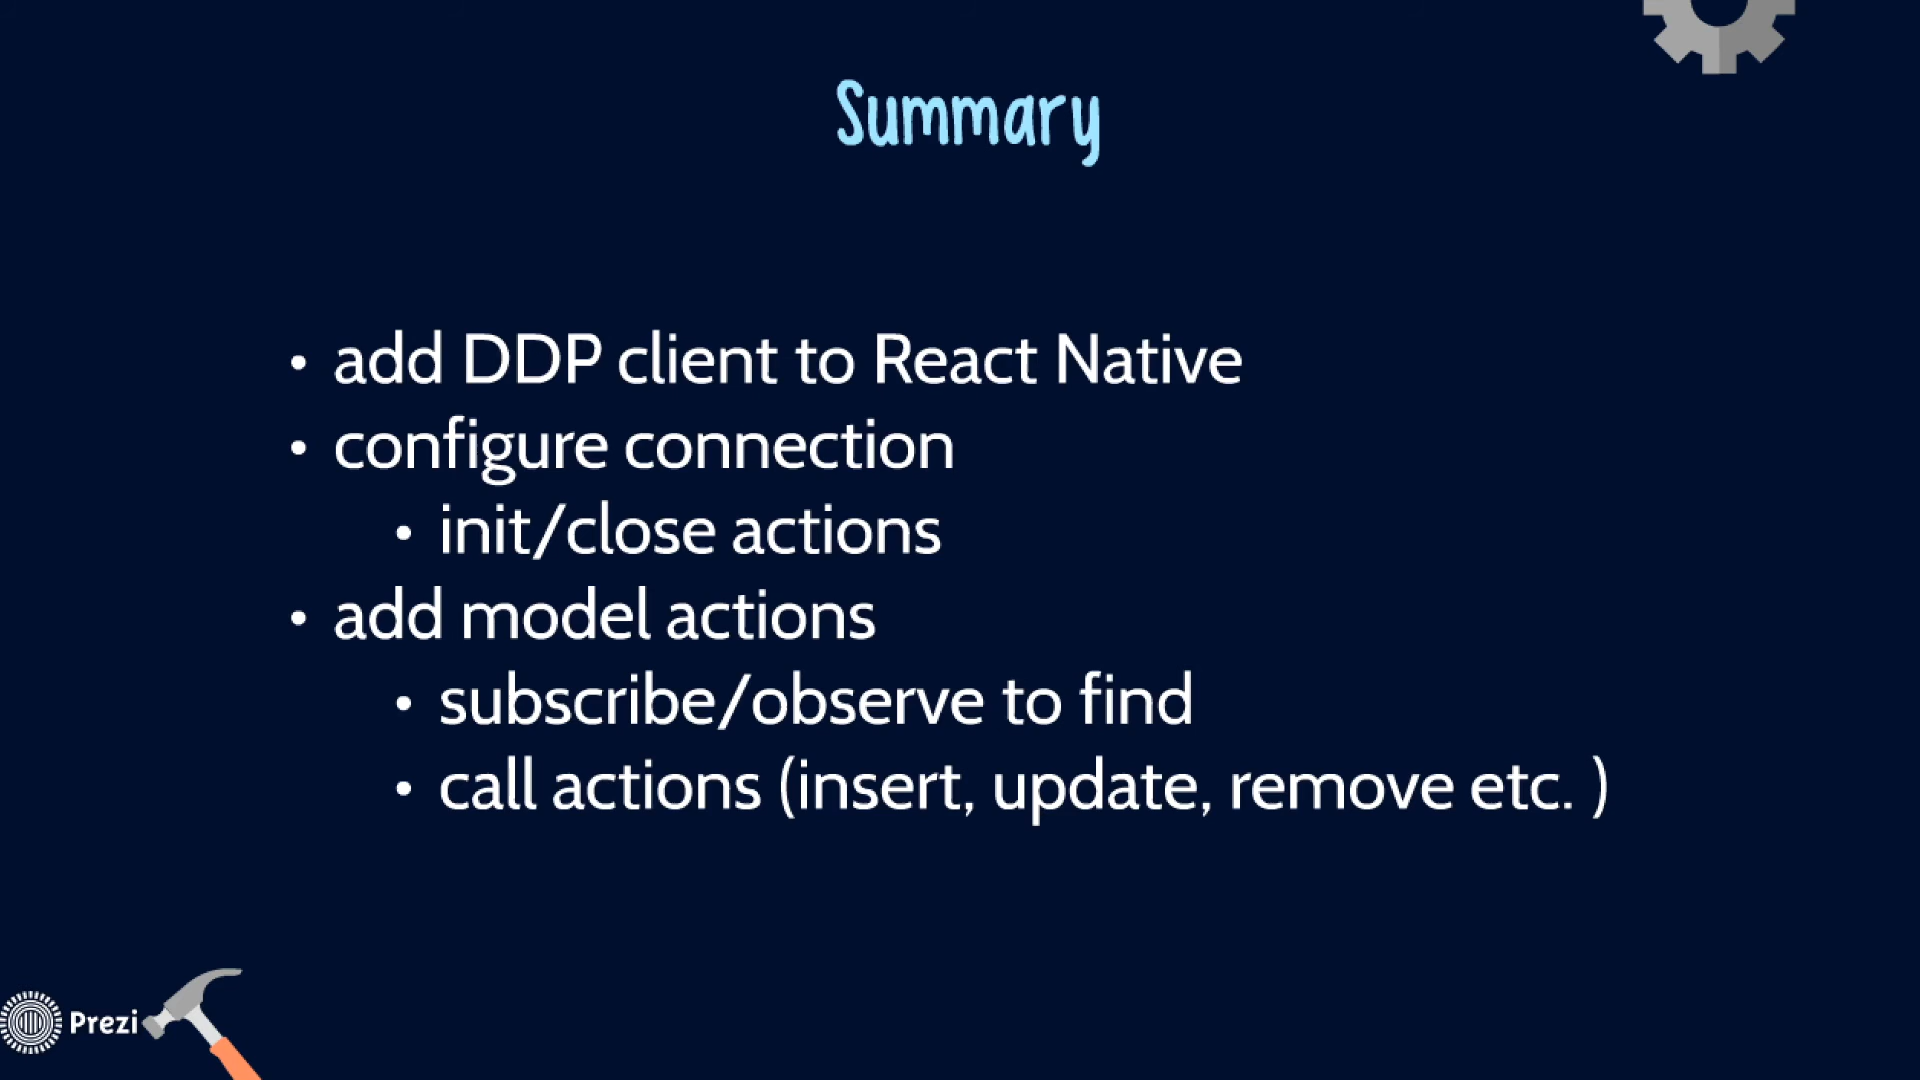 Summary
• add DDP client to React Native
• configure connection
• init/close actions
• add model actions
• subscribe/observe to find
• call actions (insert, update, remove etc. )
Prezi